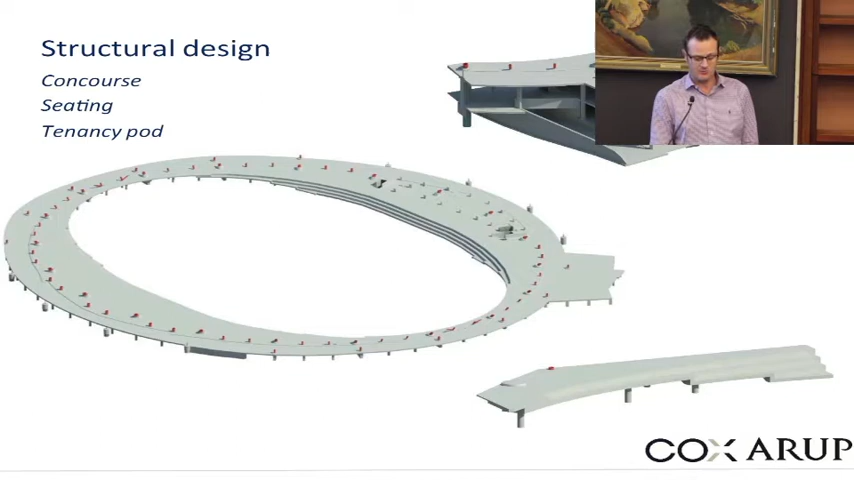 Structural design
Concourse
Seating
Tenancy pod
COX ARUP